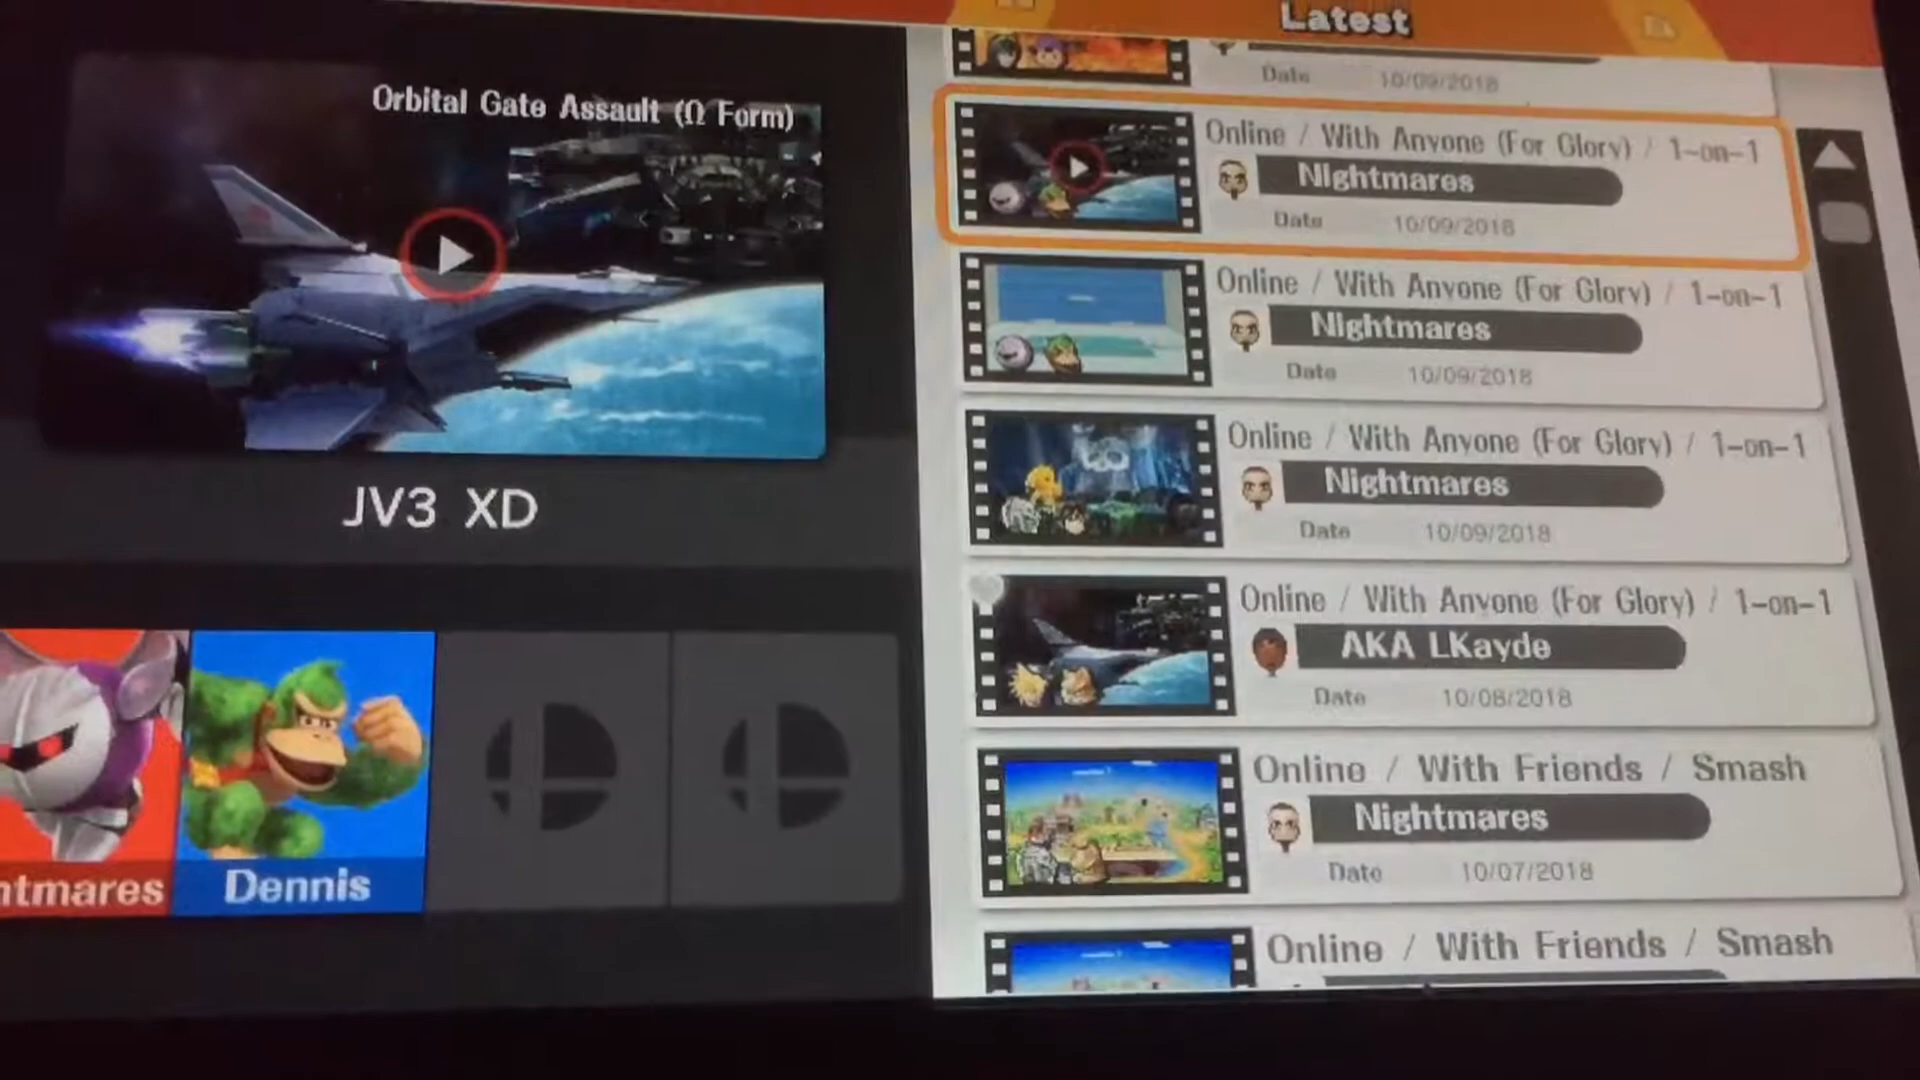 Latest
Orbital Gate Assault (Ω Form)
JV3 XD
ntmares
Dennis
Date 10/09/2018
Online / With Anyone (For Glory) / 1-on-1
Nightmares
Date 10/09/2018
Online / With Anyone (For Glory) / 1-on-1
Nightmares
Date 10/09/2018
Online / With Anyone (For Glory) / 1-on-1
Nightmares
Date 10/09/2018
Online / With Anyone (For Glory) / 1-on-1
AKA LKayde
Date 10/08/2018
Online / With Friends / Smash
Nightmares
Date 10/07/2018
Online / With Friends / Smash